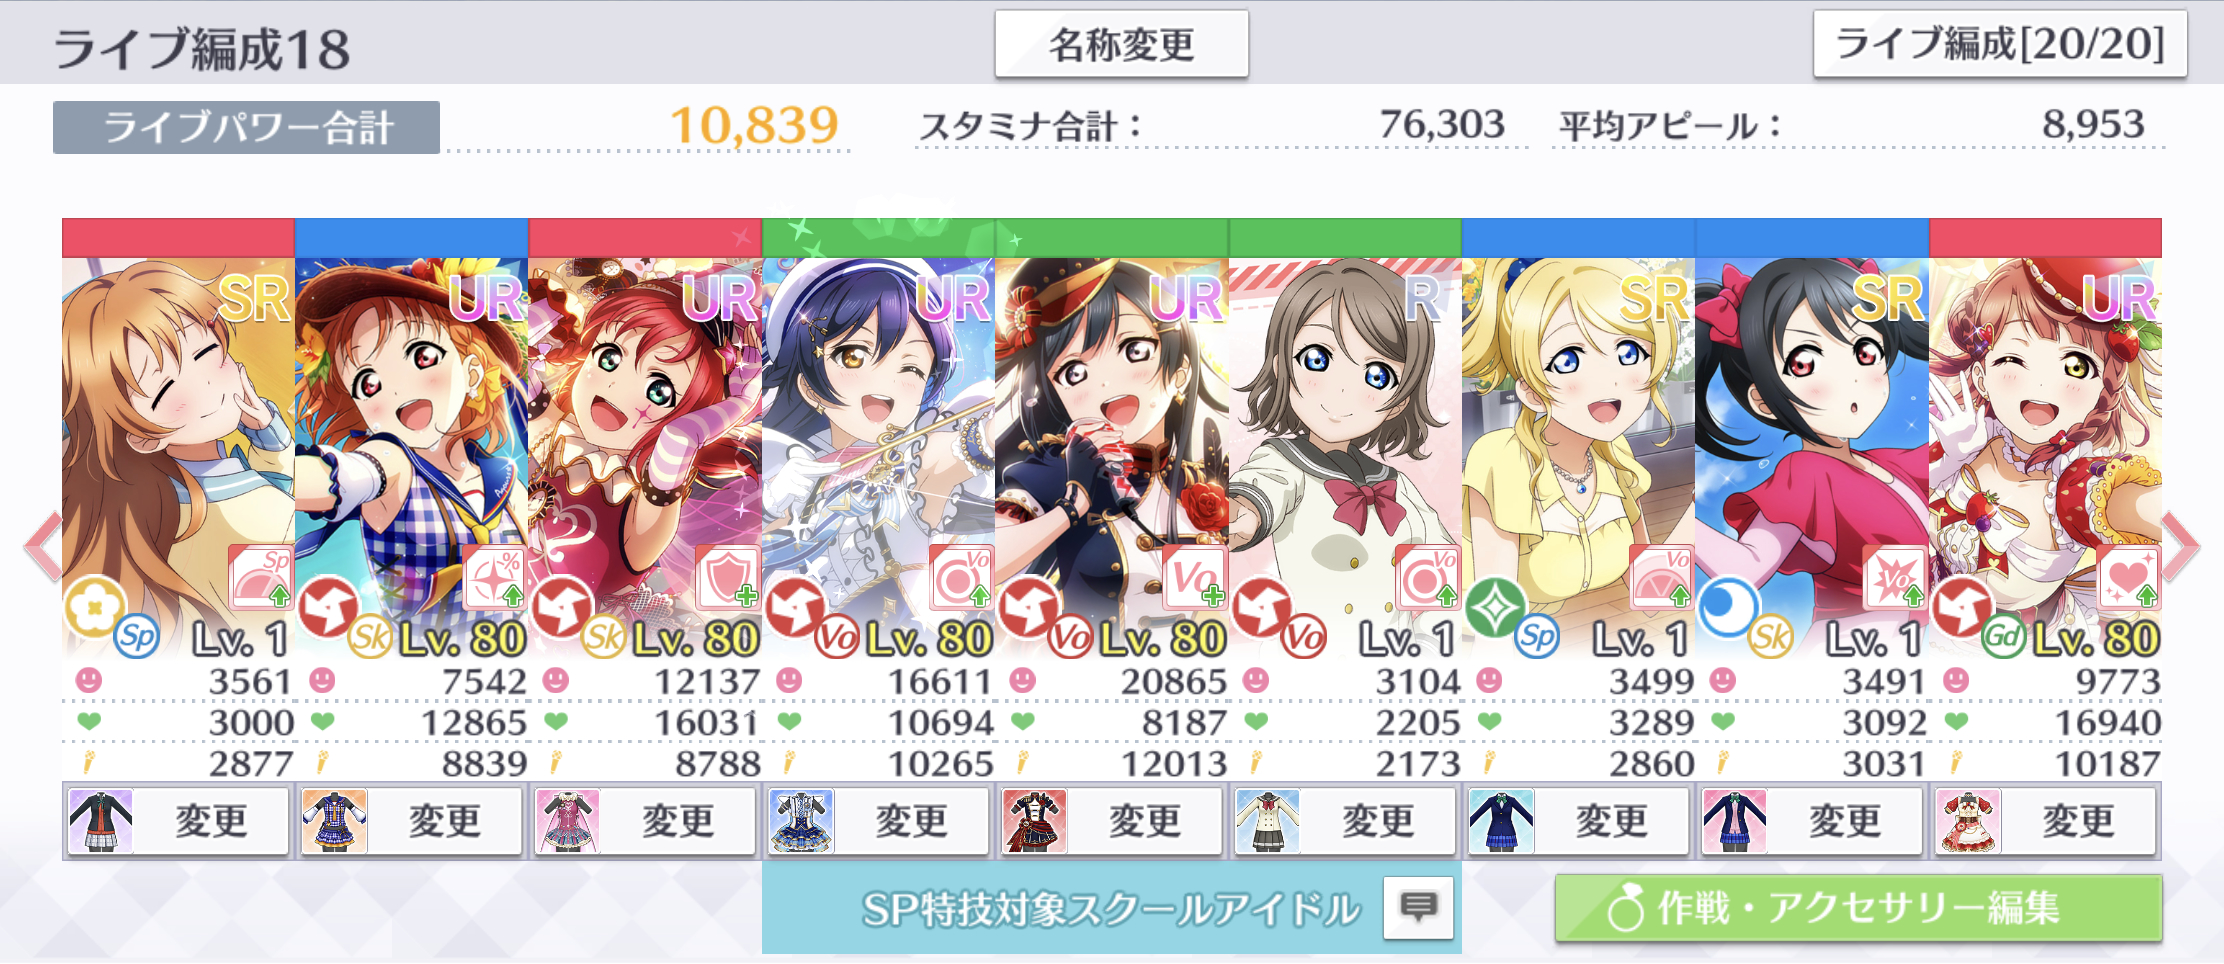 ライブ編成18
名称変更
ライブ編成[20/20]
ライブパワー合計 10,839 スタミナ合計： 76,303 平均アピール： 8,953
SR UR UR UR UR R SR SR UR
Sp % Vo Vo Vo Vo Vo
Sp Sk Sk Vo Vo Vo Sp Sk Gd
Lv. 1 Lv. 80 Lv. 80 Lv. 80 Lv. 80 Lv. 1 Lv. 1 Lv. 1 Lv. 80
3561 7542 12137 16611 20865 3104 3499 3491 9773
3000 12865 16031 10694 8187 2205 3289 3092 16940
2877 8839 8788 10265 12013 2173 2860 3031 10187
変更 変更 変更 変更 変更 変更 変更 変更 変更
SP特技対象スクールアイドル
作戦・アクセサリー編集